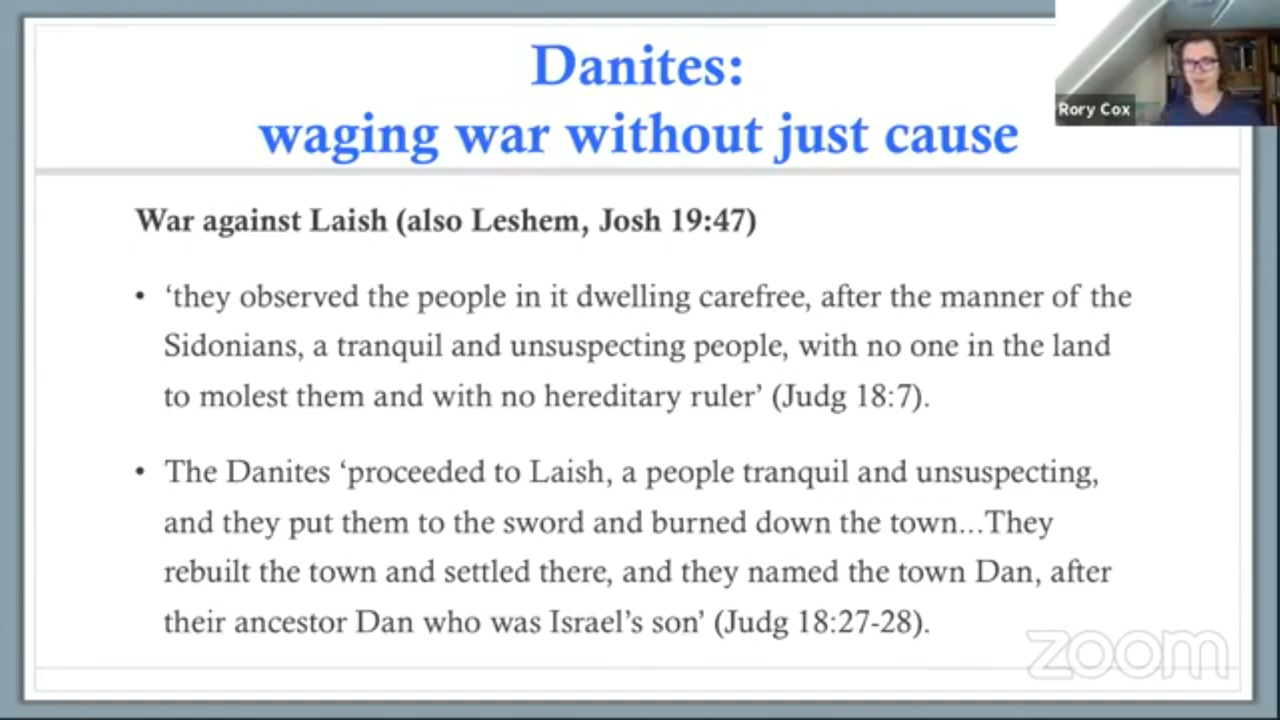 Danites:
waging war without just cause
Rory Cox
War against Laish (also Leshem, Josh 19:47)
• ‘they observed the people in it dwelling carefree, after the manner of the
Sidonians, a tranquil and unsuspecting people, with no one in the land
to molest them and with no hereditary ruler’ (Judg 18:7).
• The Danites ‘proceeded to Laish, a people tranquil and unsuspecting,
and they put them to the sword and burned down the town...They
rebuilt the town and settled there, and they named the town Dan, after
their ancestor Dan who was Israel’s son’ (Judg 18:27-28).
zoom